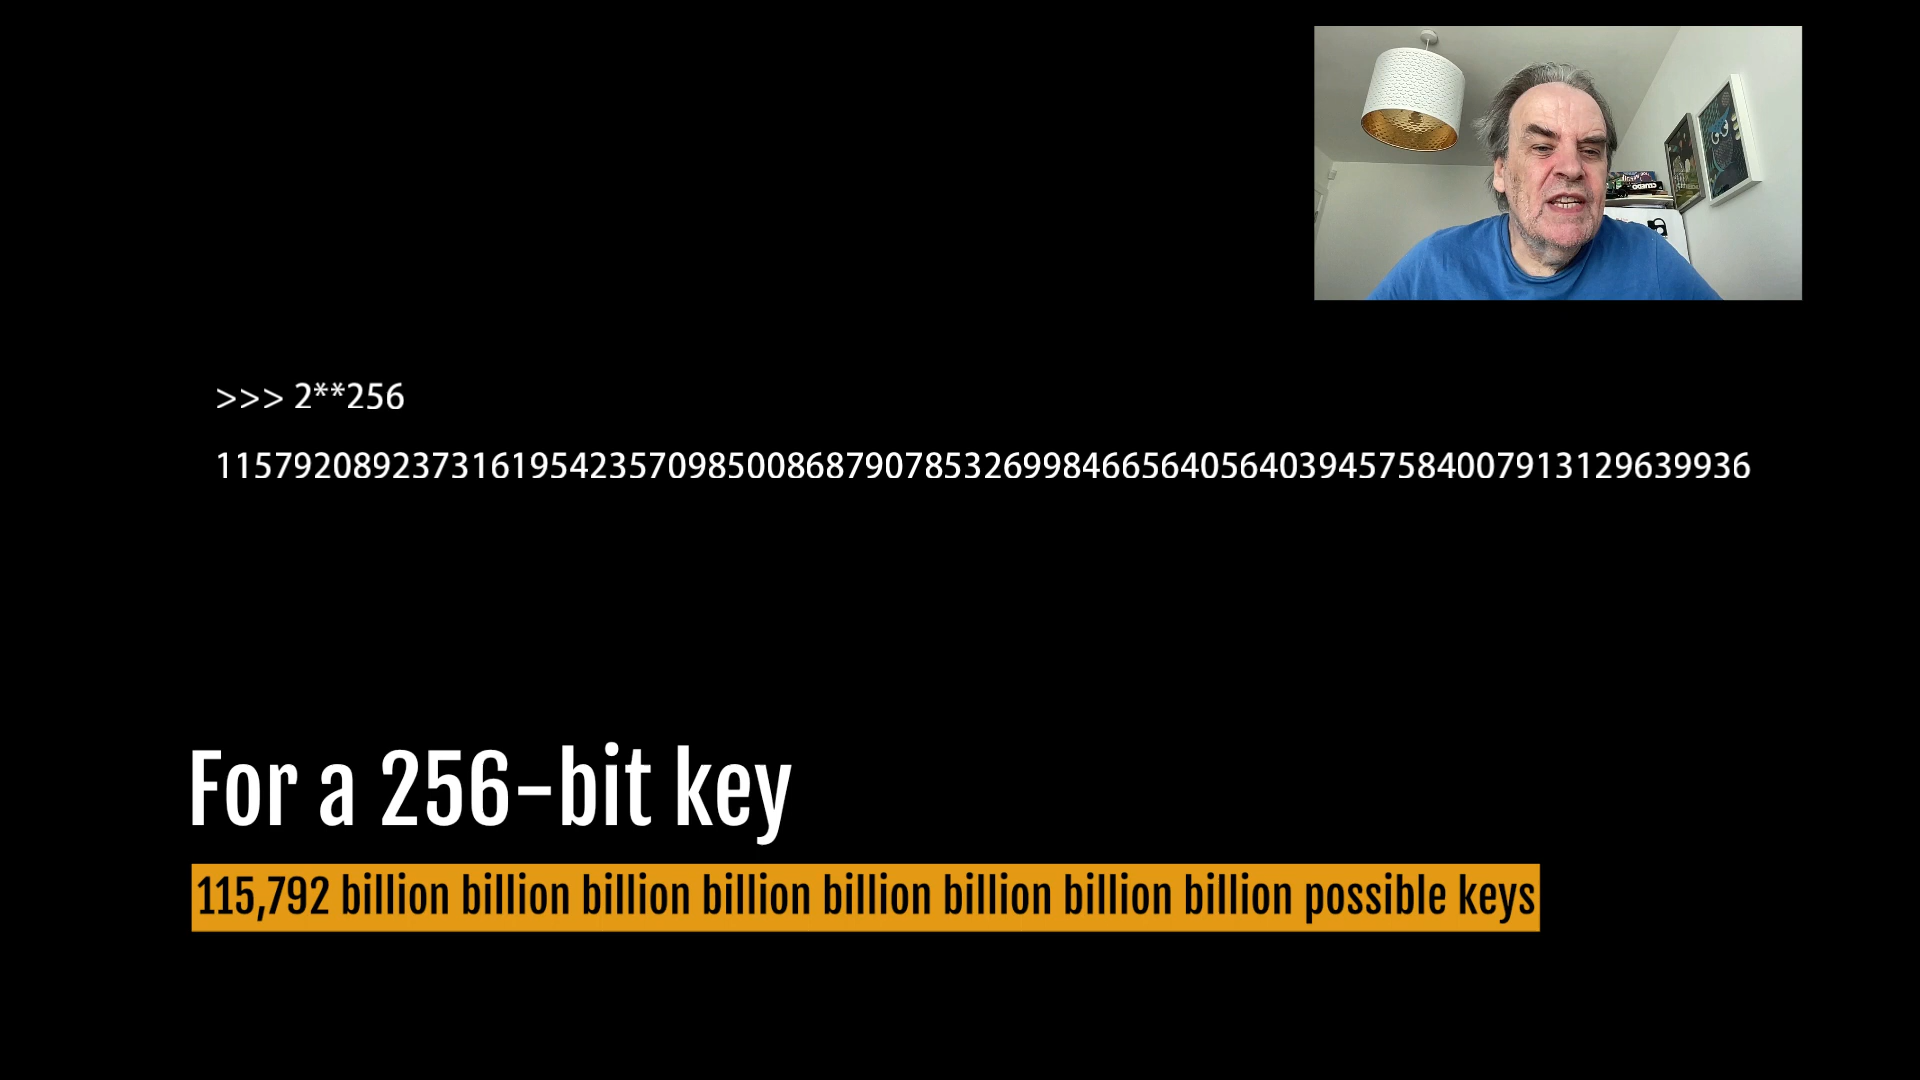 >>> 2**256
115792089237316195423570985008687907853269984665640564039457584007913129639936
For a 256-bit key
115,792 billion billion billion billion billion billion billion billion possible keys